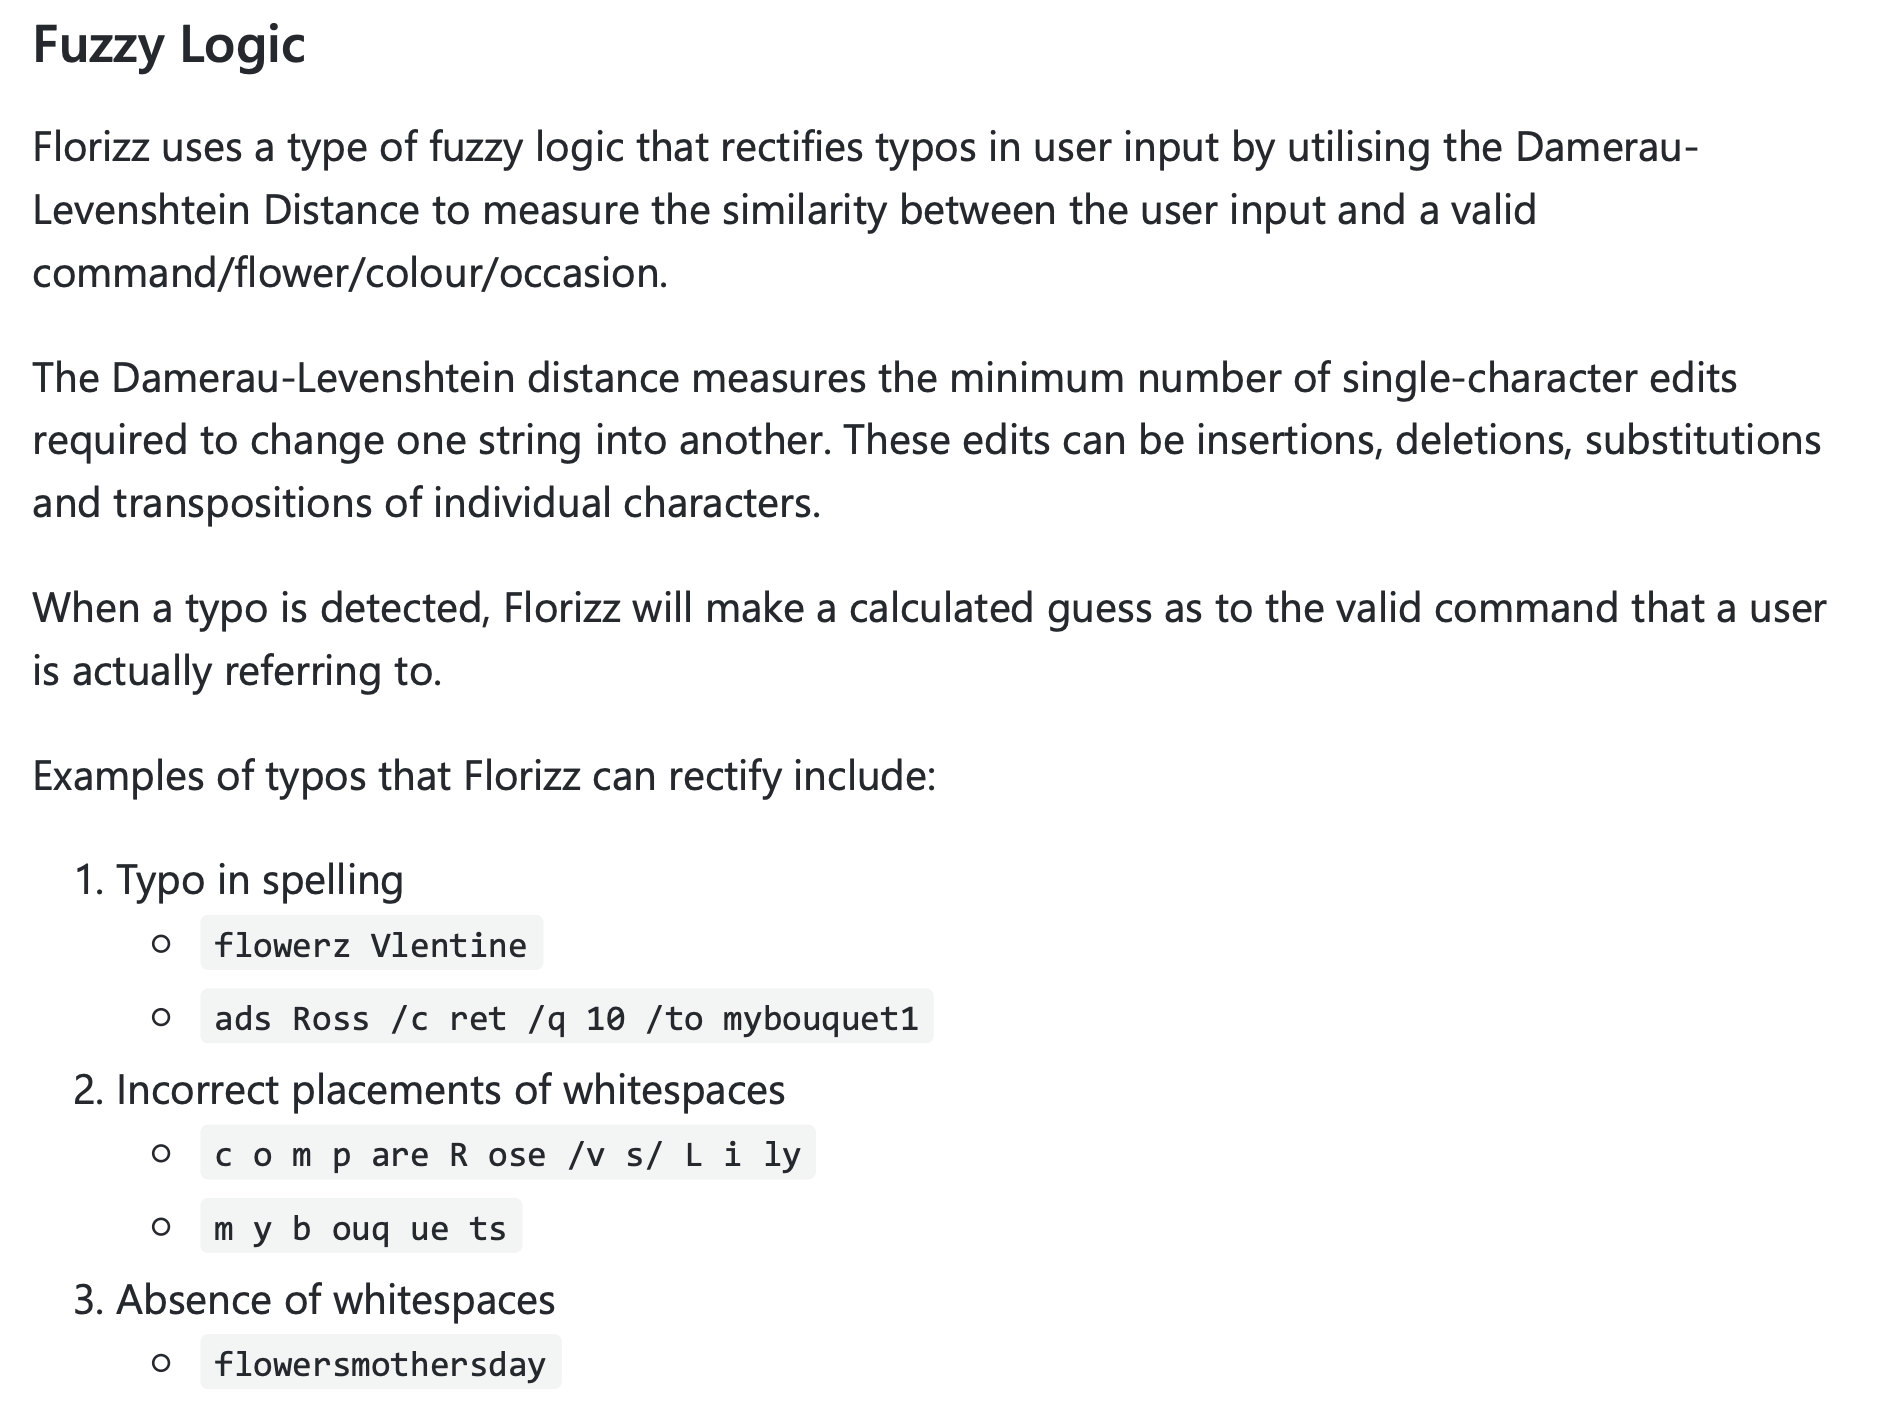 Fuzzy Logic
Florizz uses a type of fuzzy logic that rectifies typos in user input by utilising the Damerau-
Levenshtein Distance to measure the similarity between the user input and a valid
command/flower/colour/occasion.
The Damerau-Levenshtein distance measures the minimum number of single-character edits
required to change one string into another. These edits can be insertions, deletions, substitutions
and transpositions of individual characters.
When a typo is detected, Florizz will make a calculated guess as to the valid command that a user
is actually referring to.
Examples of typos that Florizz can rectify include:
1. Typo in spelling
flowerz Vlentine
ads Ross /c ret /q 10 /to mybouquet1
2. Incorrect placements of whitespaces
c o m p are R ose /v s/ L i ly
m y b ouq ue ts
3. Absence of whitespaces
flowersmothersday